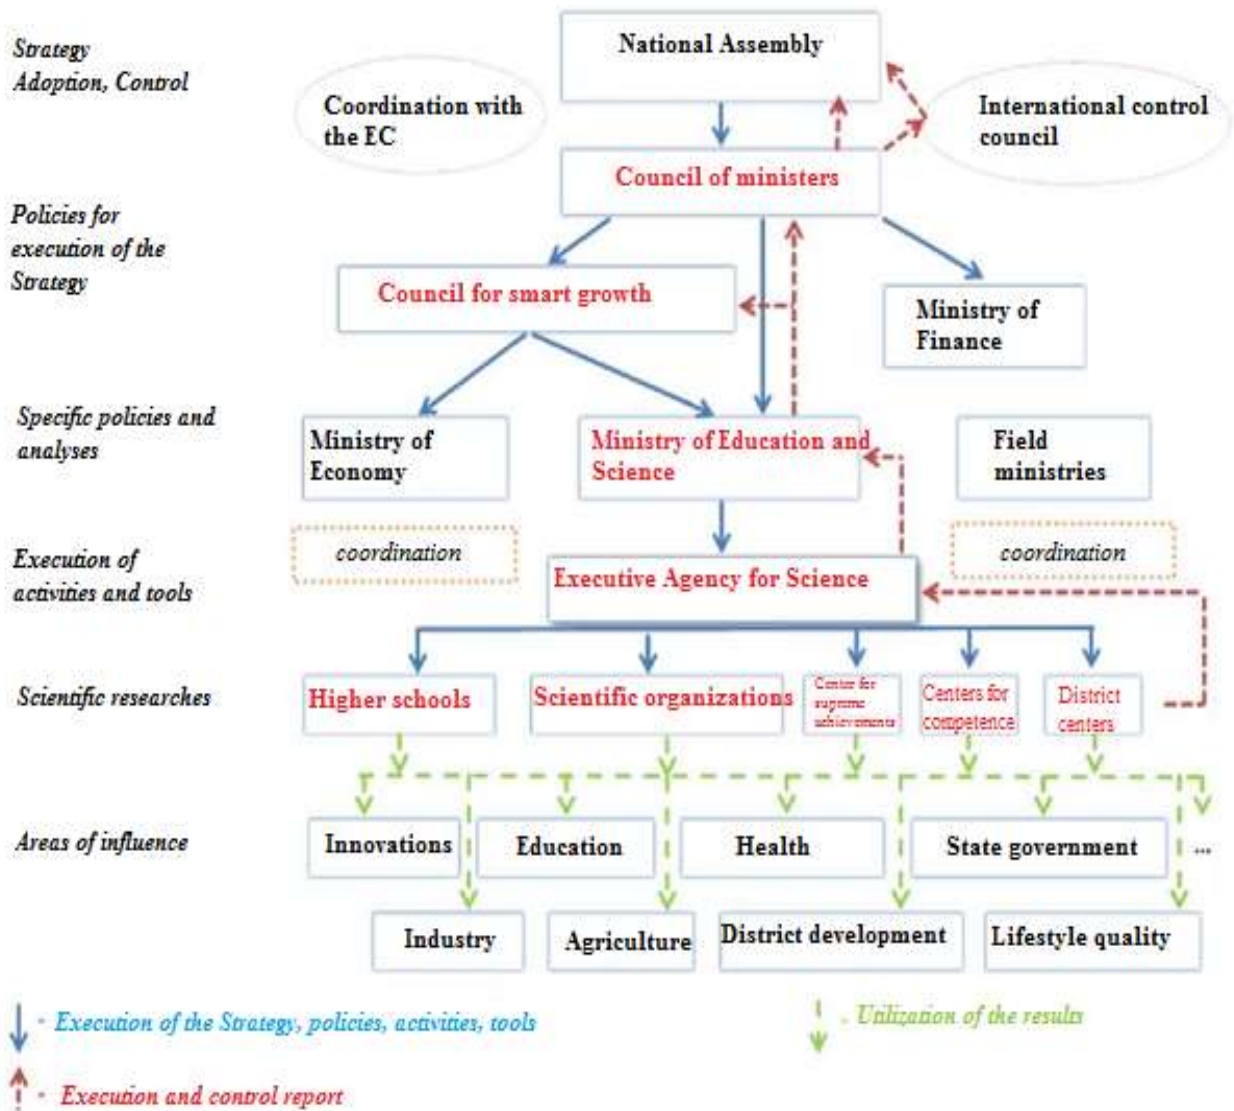 Strategy
Adoption, Control
National Assembly
Coordination with
the EC
International control
council
Council of ministers
Policies for
execution of the
Strategy
Council for smart growth
Ministry of
Finance
Specific policies and
analyses
Ministry of
Economy
Ministry of Education and
Science
Field
ministries
coordination
coordination
Execution of
activities and tools
Executive Agency for Science
Scientific researches
Higher schools
Scientific organizations
Center for
supreme
achievements
Centers for
competence
District
centers
Areas of influence
Innovations
Education
Health
State government
...
Industry
Agriculture
District development
Lifestyle quality
- Execution of the Strategy, policies, activities, tools
- Utilization of the results
- Execution and control report